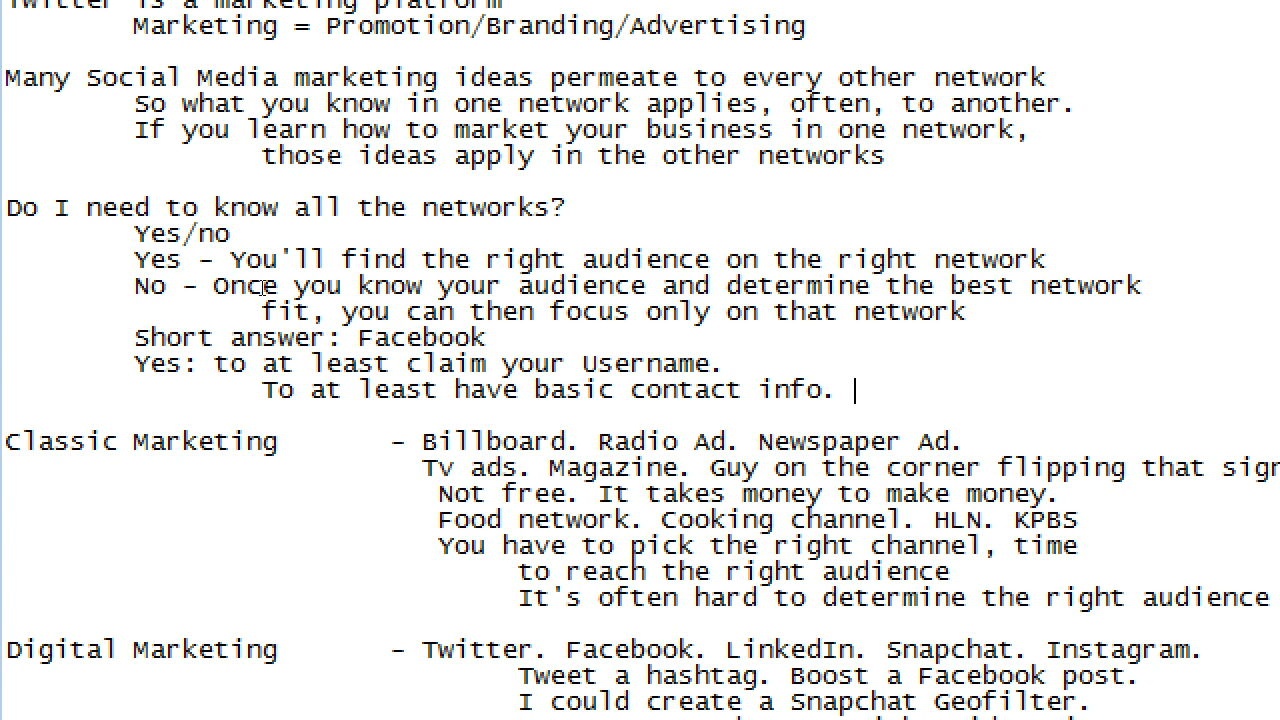 Twitter is a marketing platform
Marketing = Promotion/Branding/Advertising
Many Social Media marketing ideas permeate to every other network
So what you know in one network applies, often, to another.
If you learn how to market your business in one network,
those ideas apply in the other networks
Do I need to know all the networks?
Yes/no
Yes – You'll find the right audience on the right network
No – Once you know your audience and determine the best network
fit, you can then focus only on that network
Short answer: Facebook
Yes: to at least claim your Username.
To at least have basic contact info.
Classic Marketing – Billboard. Radio Ad. Newspaper Ad.
Tv ads. Magazine. Guy on the corner flipping that sign
Not free. It takes money to make money.
Food network. Cooking channel. HLN. KPBS
You have to pick the right channel, time
to reach the right audience
It's often hard to determine the right audience
Digital Marketing – Twitter. Facebook. LinkedIn. Snapchat. Instagram.
Tweet a hashtag. Boost a Facebook post.
I could create a Snapchat Geofilter.